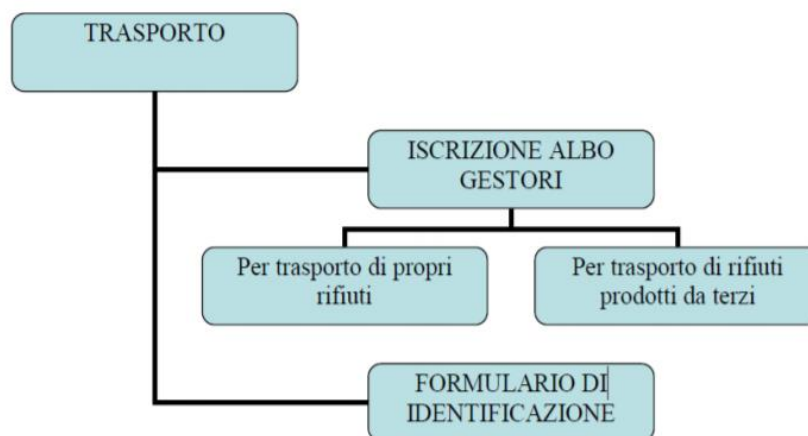 TRASPORTO
ISCRIZIONE ALBO
GESTORI
Per trasporto di propri
rifiuti
Per trasporto di rifiuti
prodotti da terzi
FORMULARIO DI
IDENTIFICAZIONE